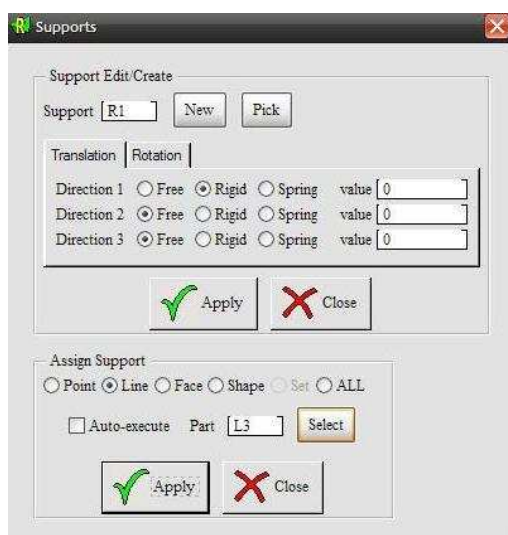 Supports
Support Edit/Create
Support R1 New Pick
Translation Rotation
Direction 1 Free Rigid Spring value 0
Direction 2 Free Rigid Spring value 0
Direction 3 Free Rigid Spring value 0
Apply Close
Assign Support
Point Line Face Shape Set ALL
Auto-execute Part L3 Select
Apply Close